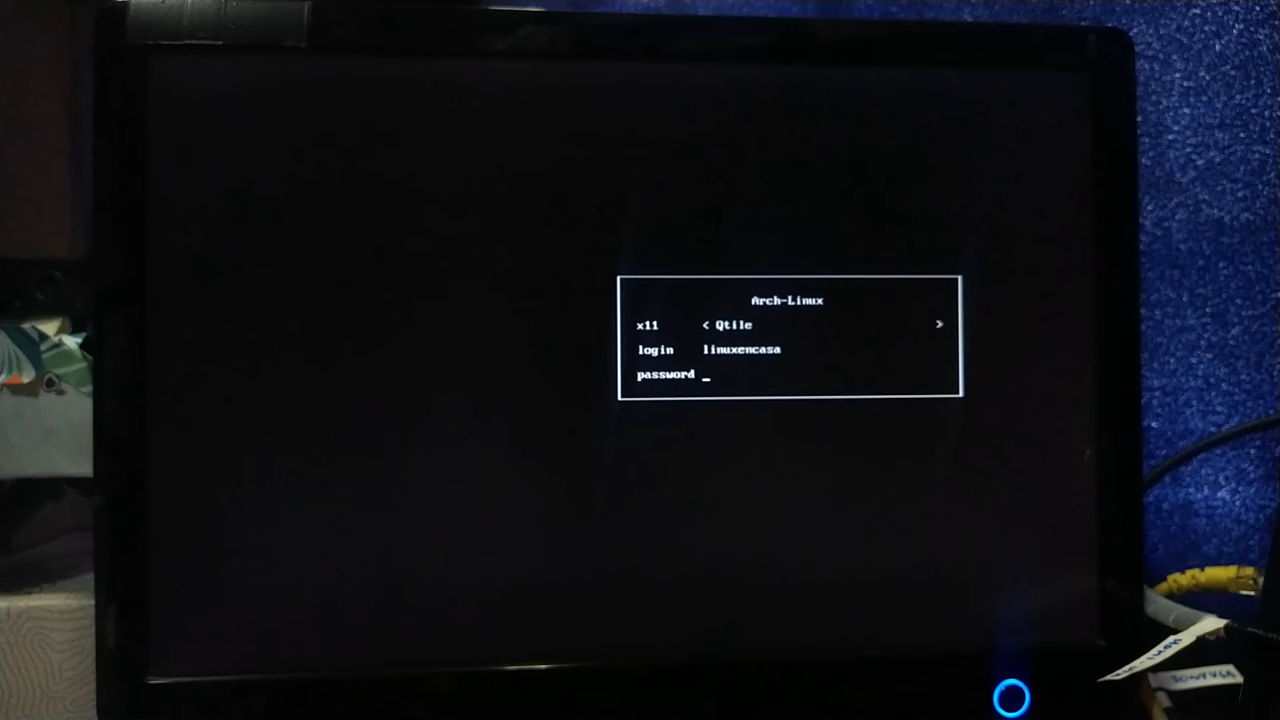 Arch-Linux
x11 < Qtile >
login linuxencasa
password _